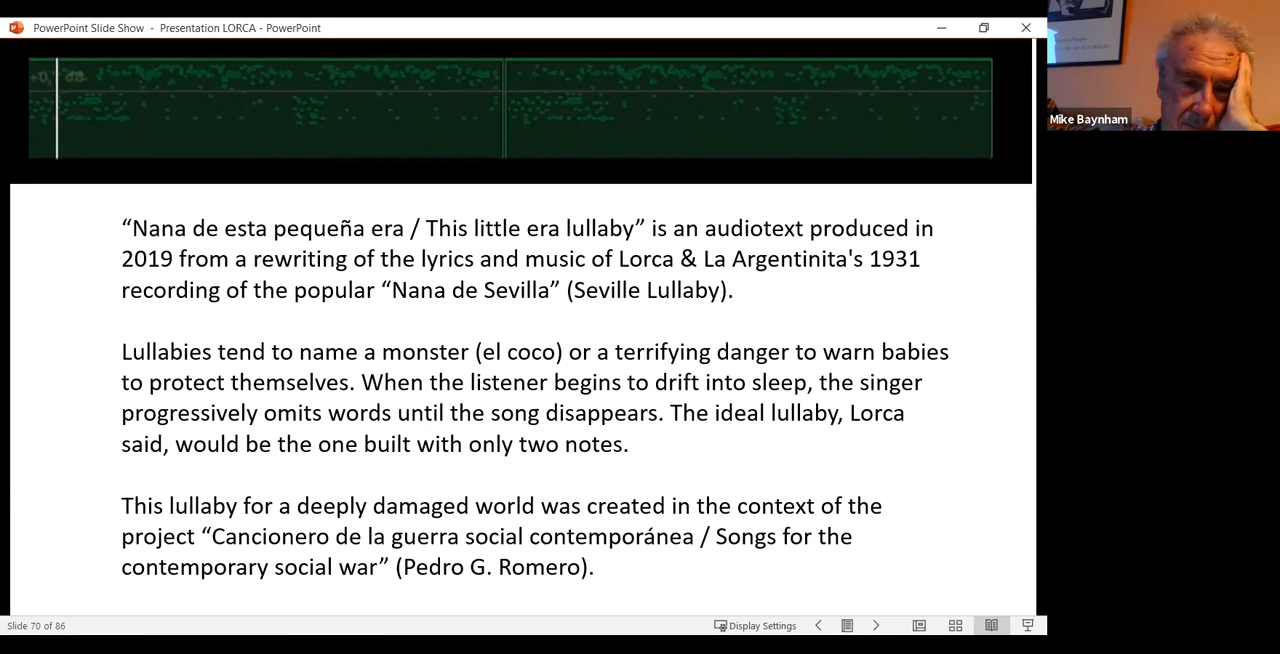 PowerPoint Slide Show - Presentation LORCA - PowerPoint
Mike Baynham
“Nana de esta pequeña era / This little era lullaby” is an audiotext produced in
2019 from a rewriting of the lyrics and music of Lorca & La Argentinita's 1931
recording of the popular “Nana de Sevilla” (Seville Lullaby).
Lullabies tend to name a monster (el coco) or a terrifying danger to warn babies
to protect themselves. When the listener begins to drift into sleep, the singer
progressively omits words until the song disappears. The ideal lullaby, Lorca
said, would be the one built with only two notes.
This lullaby for a deeply damaged world was created in the context of the
project “Cancionero de la guerra social contemporánea / Songs for the
contemporary social war” (Pedro G. Romero).
Slide 70 of 86
Display Settings